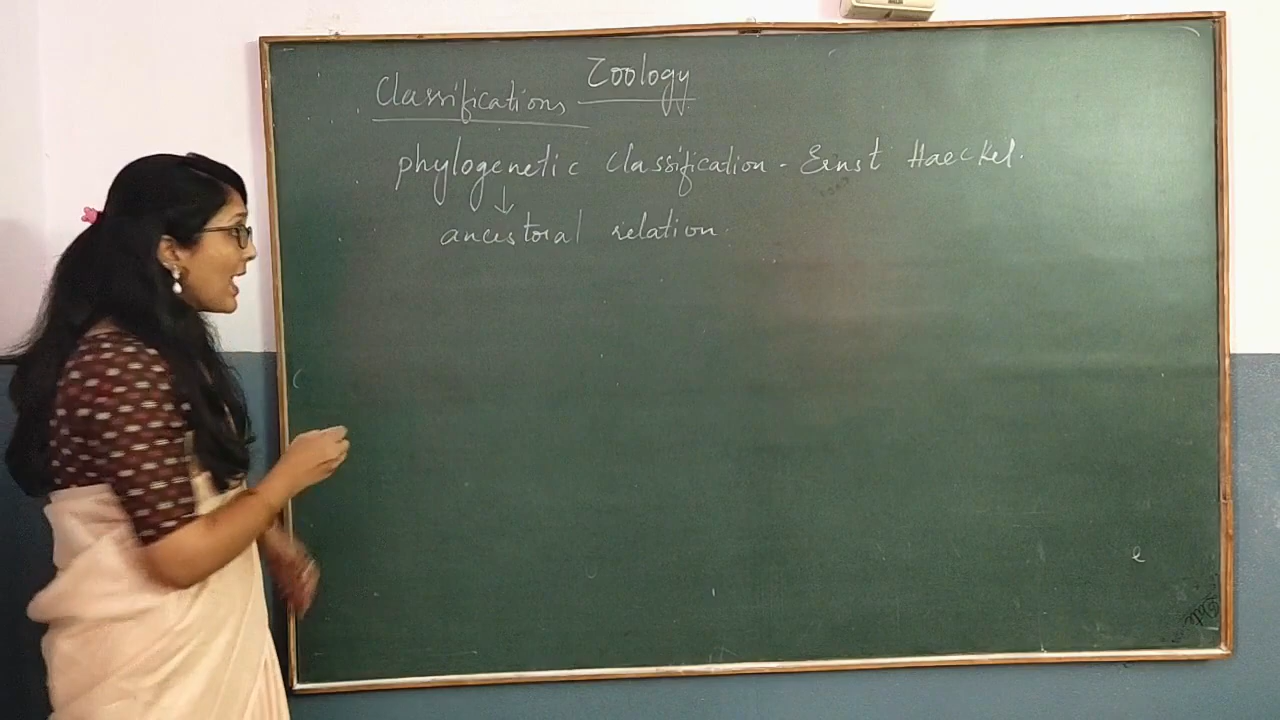 Zoology
Classifications
phylogenetic classification - Ernst Haeckel.
↓
ancestoral relation.
e